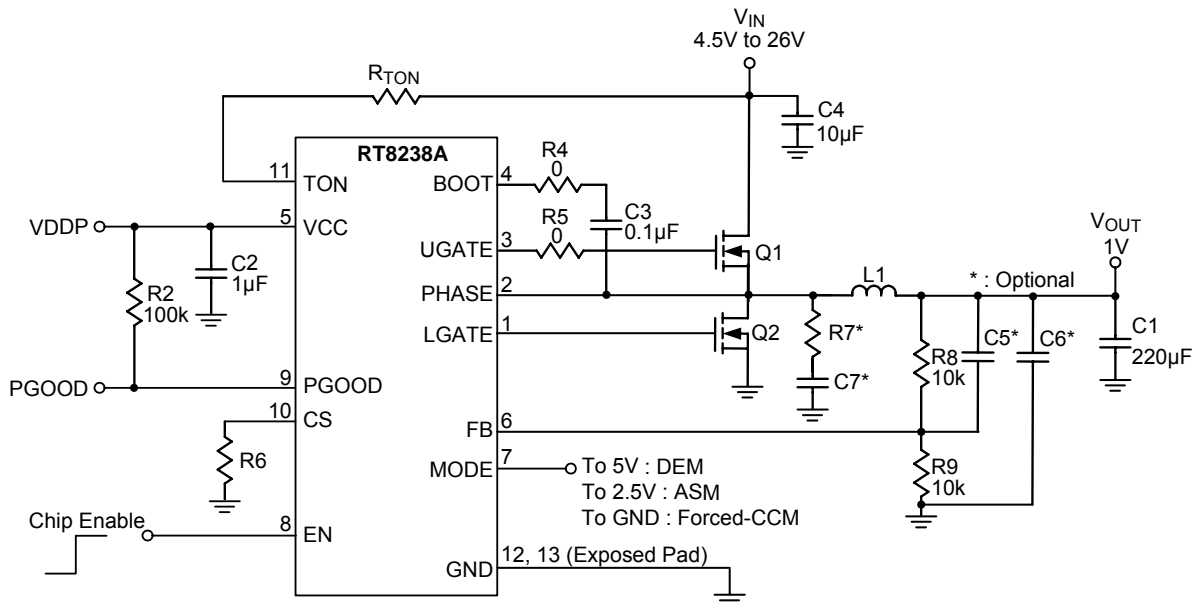 VIN
4.5V to 26V
RTON
C4
10µF
RT8238A
11
TON
BOOT
4
R4
0
VDDP
5
VCC
C3
0.1µF
R5
0
UGATE
3
Q1
VOUT
1V
C2
1µF
R2
100k
PHASE
2
L1
* : Optional
LGATE
1
Q2
R7*
C5*
C6*
C1
220µF
R8
10k
C7*
PGOOD
9
PGOOD
10
CS
R6
FB
6
MODE
7
To 5V : DEM
To 2.5V : ASM
To GND : Forced-CCM
R9
10k
Chip Enable
8
EN
GND
12, 13 (Exposed Pad)